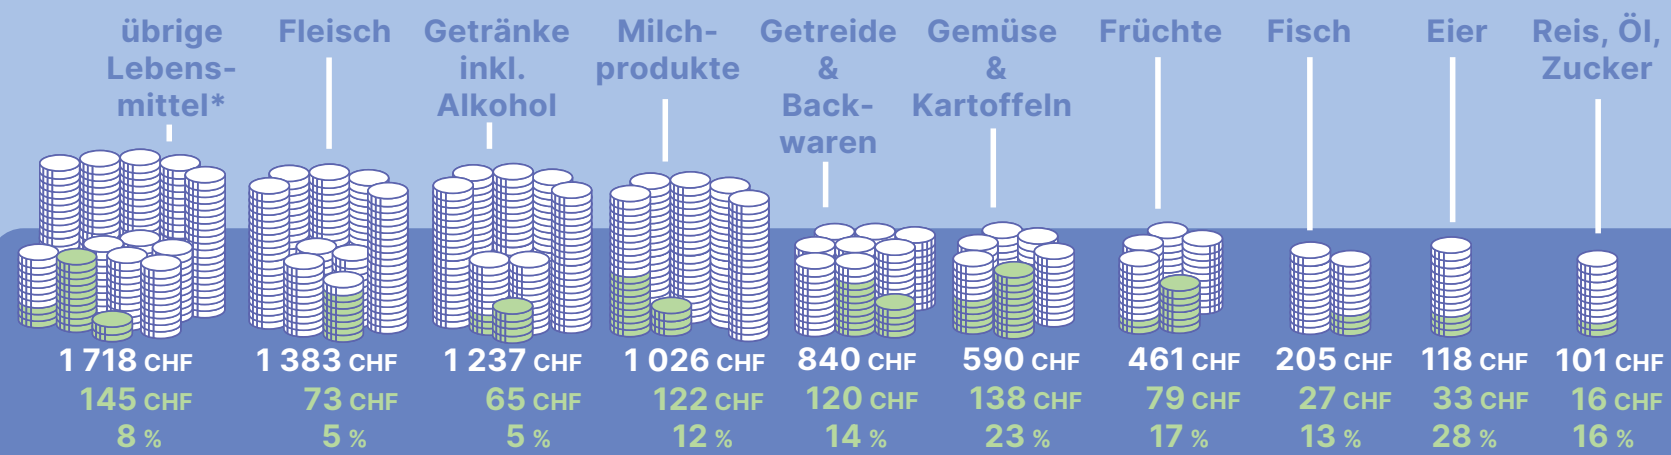 übrige
Lebens-
mittel*
Fleisch
Getränke
inkl.
Alkohol
Milch-
produkte
Getreide
&
Back-
waren
Gemüse
&
Kartoffeln
Früchte
Fisch
Eier
Reis, Öl,
Zucker
1 718 CHF 1 383 CHF 1 237 CHF 1 026 CHF 840 CHF 590 CHF 461 CHF 205 CHF 118 CHF 101 CHF
145 CHF 73 CHF 65 CHF 122 CHF 120 CHF 138 CHF 79 CHF 27 CHF 33 CHF 16 CHF
8 % 5 % 5 % 12 % 14 % 23 % 17 % 13 % 28 % 16 %